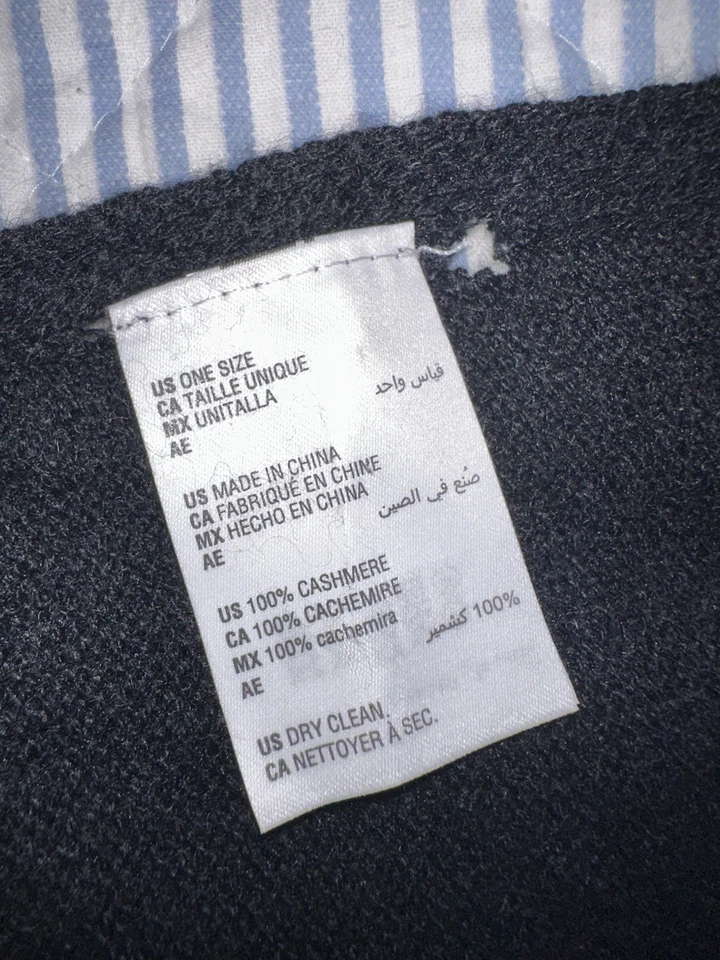 US ONE SIZE
CA TAILLE UNIQUE
MX UNITALLA
AE قياس واحد
US MADE IN CHINA
CA FABRIQUÉ EN CHINE
MX HECHO EN CHINA
AE صُنع في الصين
US 100% CASHMERE
CA 100% CACHEMIRE
MX 100% cachemira
AE 100% كشمير
US DRY CLEAN.
CA NETTOYER À SEC.